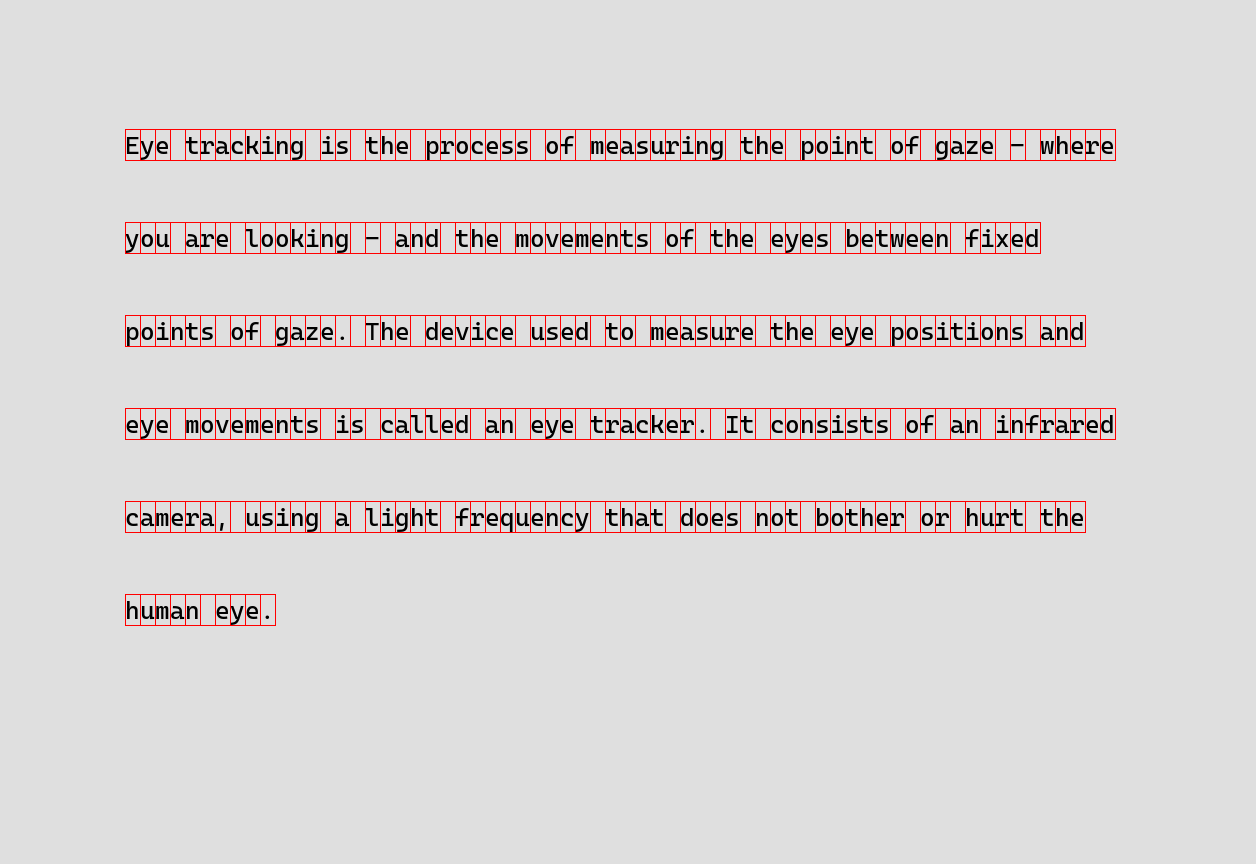 Eye tracking is the process of measuring the point of gaze – where
you are looking – and the movements of the eyes between fixed
points of gaze. The device used to measure the eye positions and
eye movements is called an eye tracker. It consists of an infrared
camera, using a light frequency that does not bother or hurt the
human eye.